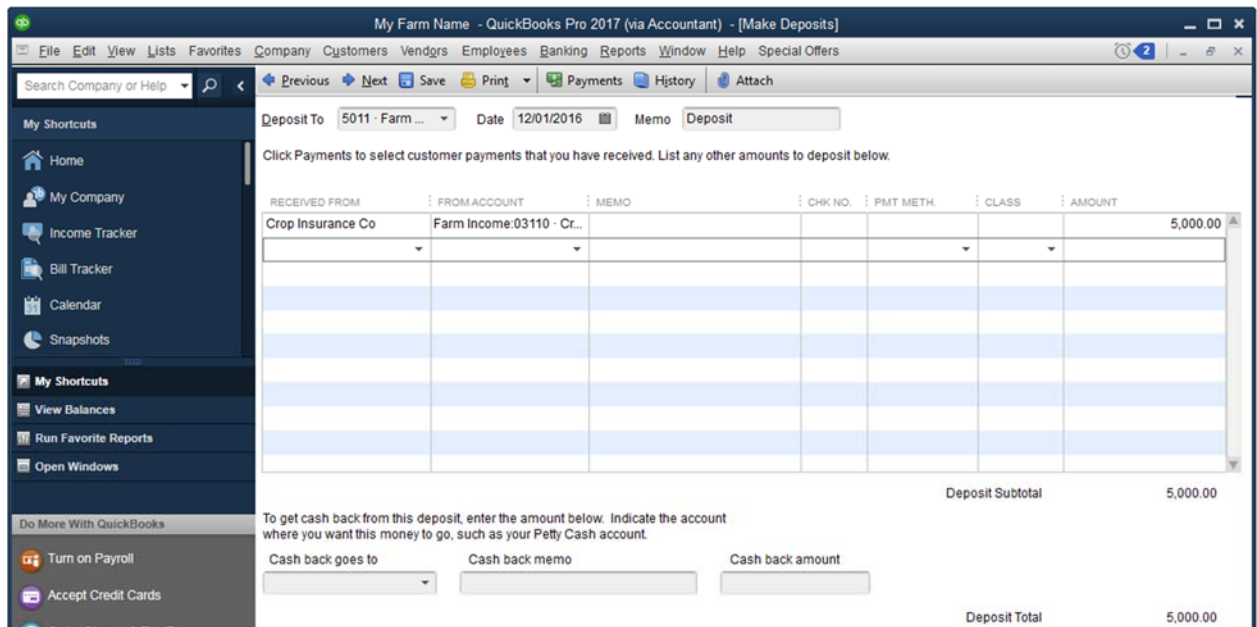 qb My Farm Name - QuickBooks Pro 2017 (via Accountant) - [Make Deposits]
File Edit View Lists Favorites Company Customers Vendors Employees Banking Reports Window Help Special Offers 2
Search Company or Help Previous Next Save Print Payments History Attach
My Shortcuts
Home
My Company
Income Tracker
Bill Tracker
Calendar
31
Snapshots
My Shortcuts
View Balances
Run Favorite Reports
Open Windows
Do More With QuickBooks
Turn on Payroll
Accept Credit Cards
Deposit To 5011 · Farm ... Date 12/01/2016 Memo Deposit
Click Payments to select customer payments that you have received. List any other amounts to deposit below.
RECEIVED FROM FROM ACCOUNT MEMO CHK NO. PMT METH. CLASS AMOUNT
Crop Insurance Co Farm Income:03110 · Cr... 5,000.00
Deposit Subtotal 5,000.00
To get cash back from this deposit, enter the amount below. Indicate the account
where you want this money to go, such as your Petty Cash account.
Cash back goes to Cash back memo Cash back amount
Deposit Total 5,000.00